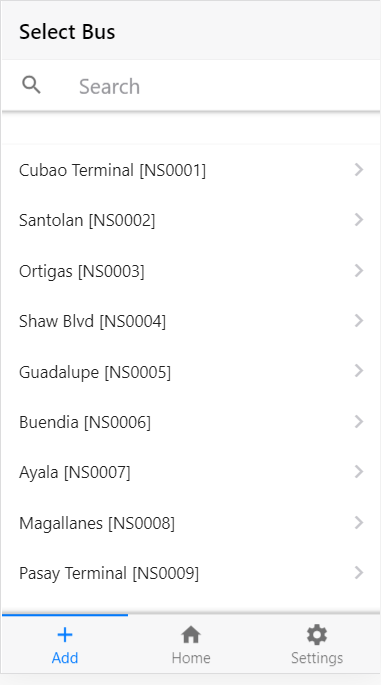 Select Bus
Search
Cubao Terminal [NS0001]
Santolan [NS0002]
Ortigas [NS0003]
Shaw Blvd [NS0004]
Guadalupe [NS0005]
Buendia [NS0006]
Ayala [NS0007]
Magallanes [NS0008]
Pasay Terminal [NS0009]
Add Home Settings